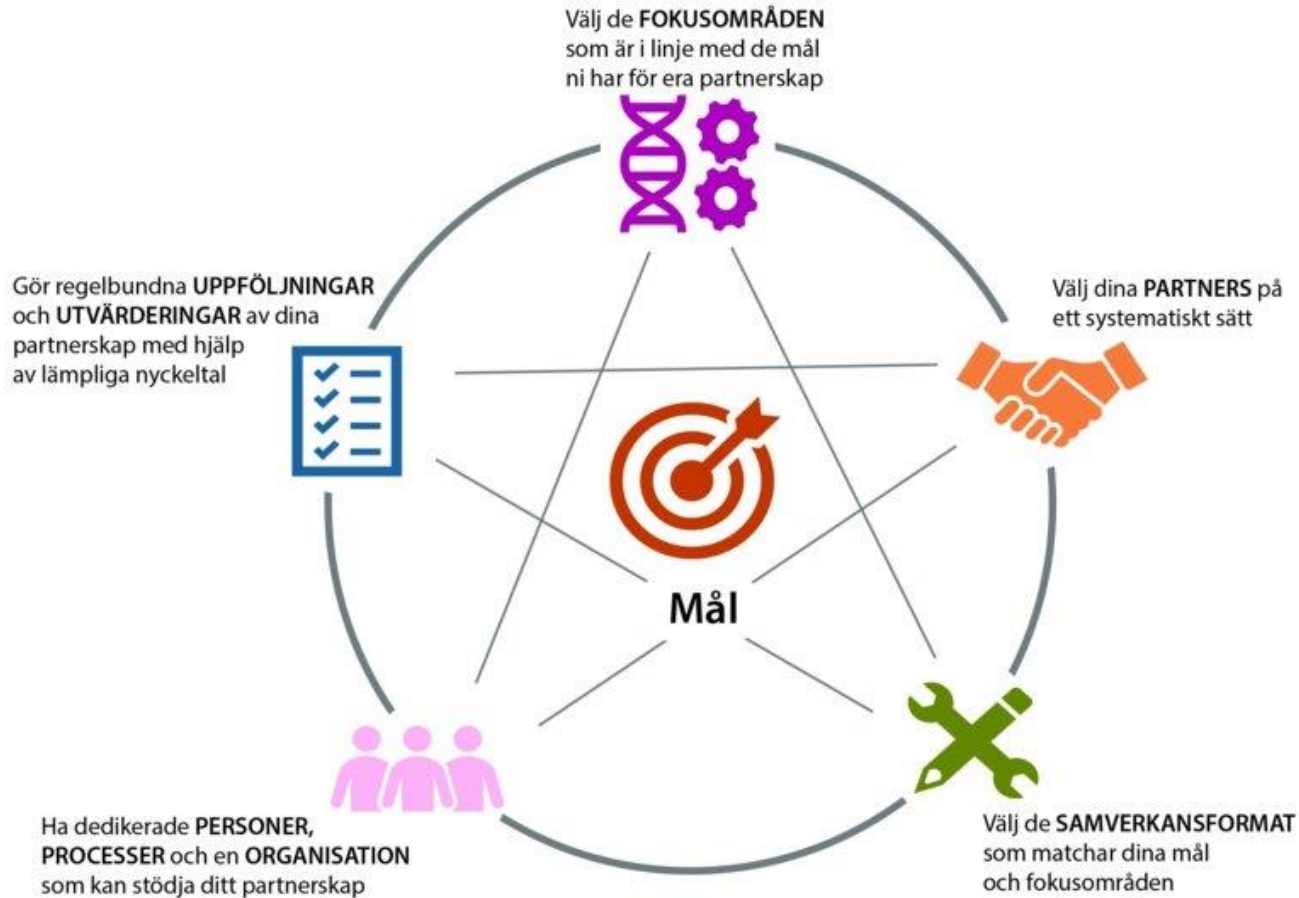 Välj de FOKUSOMRÅDEN
som är i linje med de mål
ni har för era partnerskap
Välj dina PARTNERS på
ett systematiskt sätt
Välj de SAMVERKANSFORMAT
som matchar dina mål
och fokusområden
Ha dedikerade PERSONER,
PROCESSER och en ORGANISATION
som kan stödja ditt partnerskap
Gör regelbundna UPPFÖLJNINGAR
och UTVÄRDERINGAR av dina
partnerskap med hjälp
av lämpliga nyckeltal
Mål